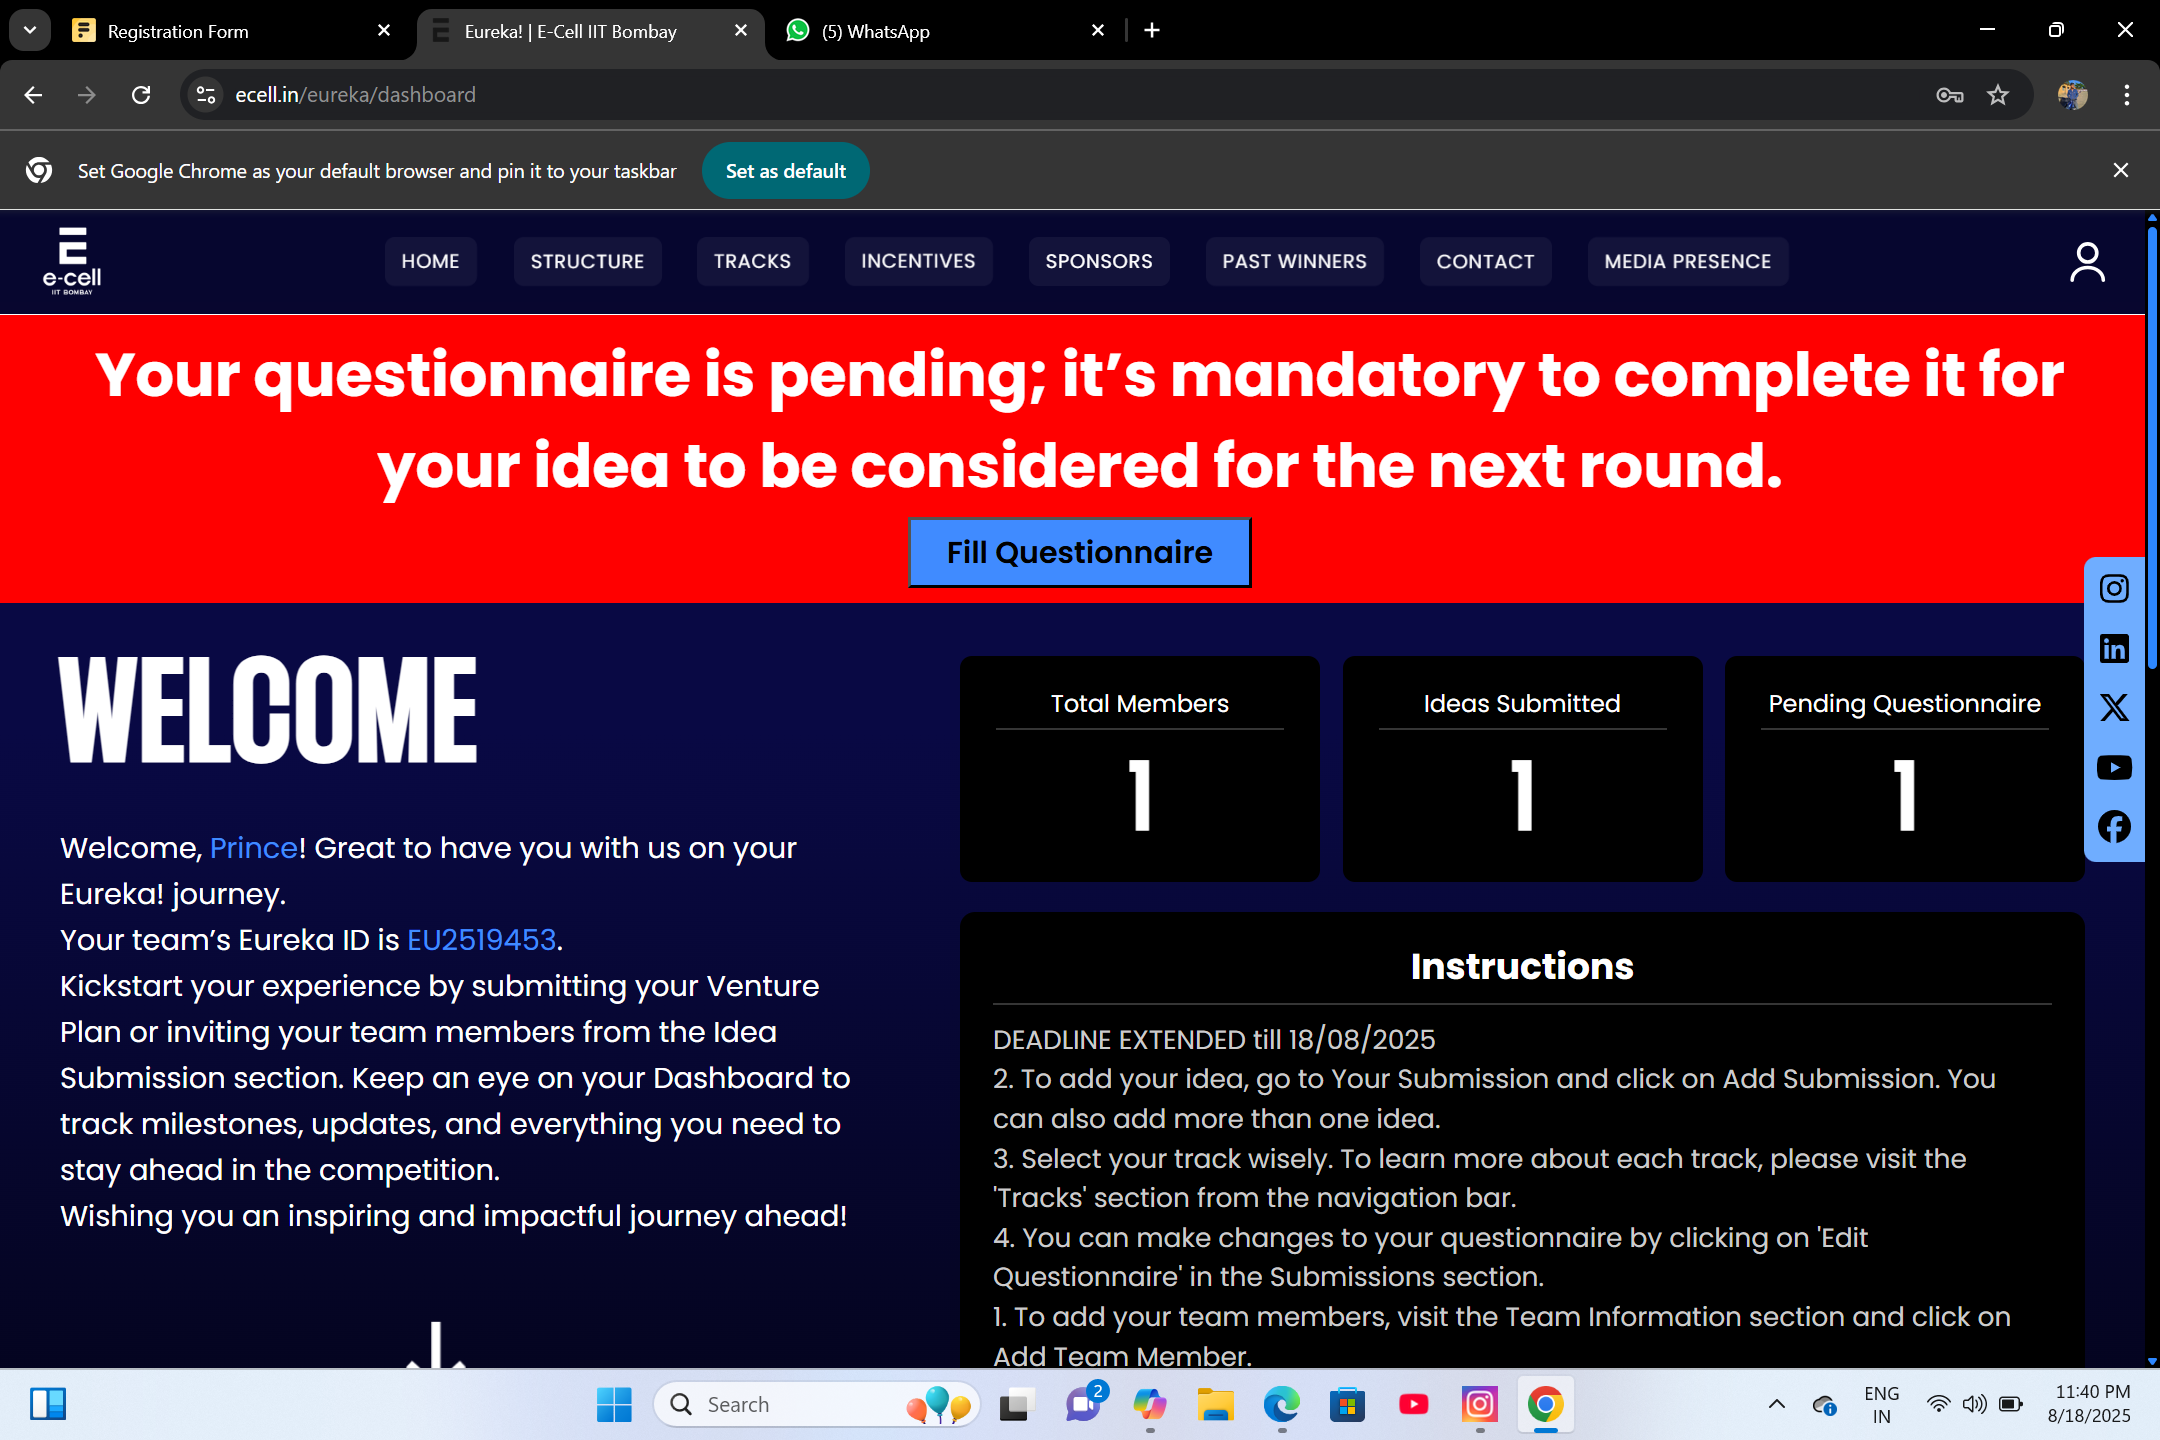 Registration Form
Eureka! | E-Cell IIT Bombay
(5) WhatsApp
ecell.in/eureka/dashboard
Set Google Chrome as your default browser and pin it to your taskbar
Set as default
e-cell
IIT BOMBAY
HOME
STRUCTURE
TRACKS
INCENTIVES
SPONSORS
PAST WINNERS
CONTACT
MEDIA PRESENCE
Your questionnaire is pending; it’s mandatory to complete it for
your idea to be considered for the next round.
Fill Questionnaire
WELCOME
Welcome, Prince! Great to have you with us on your
Eureka! journey.
Your team’s Eureka ID is EU2519453.
Kickstart your experience by submitting your Venture
Plan or inviting your team members from the Idea
Submission section. Keep an eye on your Dashboard to
track milestones, updates, and everything you need to
stay ahead in the competition.
Wishing you an inspiring and impactful journey ahead!
Total Members
1
Ideas Submitted
1
Pending Questionnaire
1
Instructions
DEADLINE EXTENDED till 18/08/2025
2. To add your idea, go to Your Submission and click on Add Submission. You
can also add more than one idea.
3. Select your track wisely. To learn more about each track, please visit the
'Tracks' section from the navigation bar.
4. You can make changes to your questionnaire by clicking on 'Edit
Questionnaire' in the Submissions section.
1. To add your team members, visit the Team Information section and click on
Add Team Member.
Search
2
ENG
IN
11:40 PM
8/18/2025